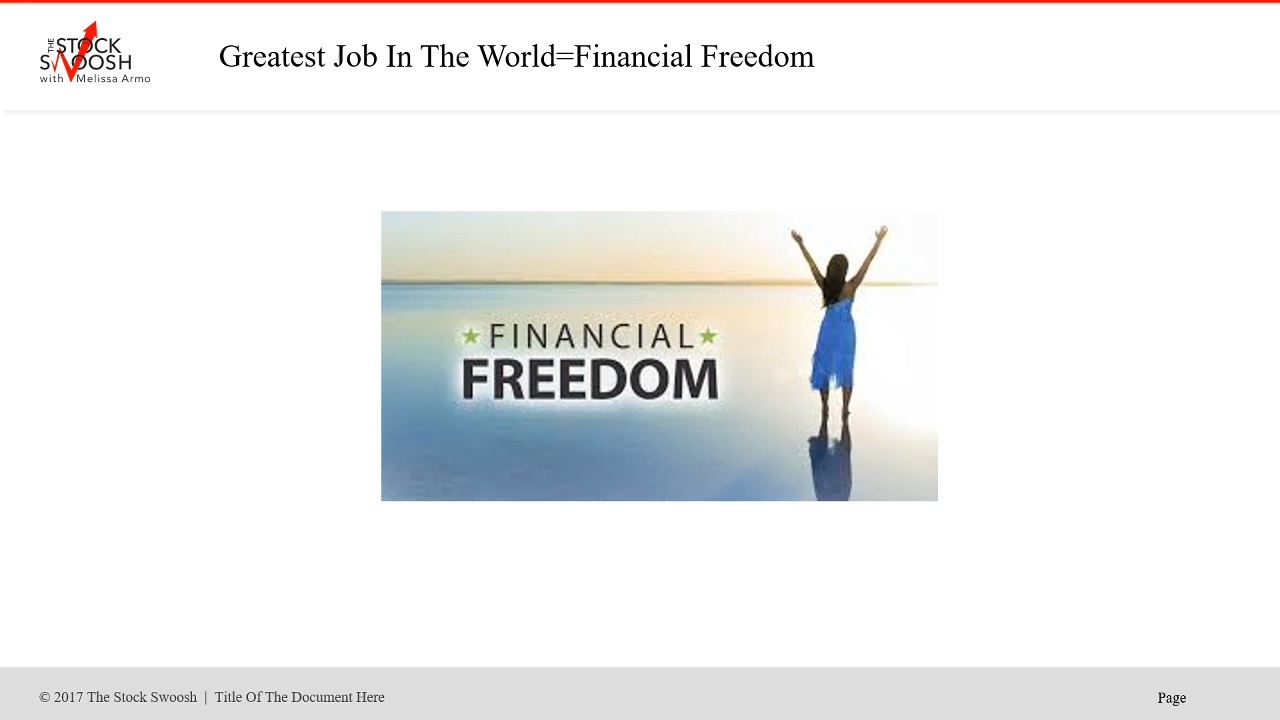 THE
STOCK
SWOOSH
with Melissa Armo
Greatest Job In The World=Financial Freedom
FINANCIAL
FREEDOM
© 2017 The Stock Swoosh | Title Of The Document Here
Page